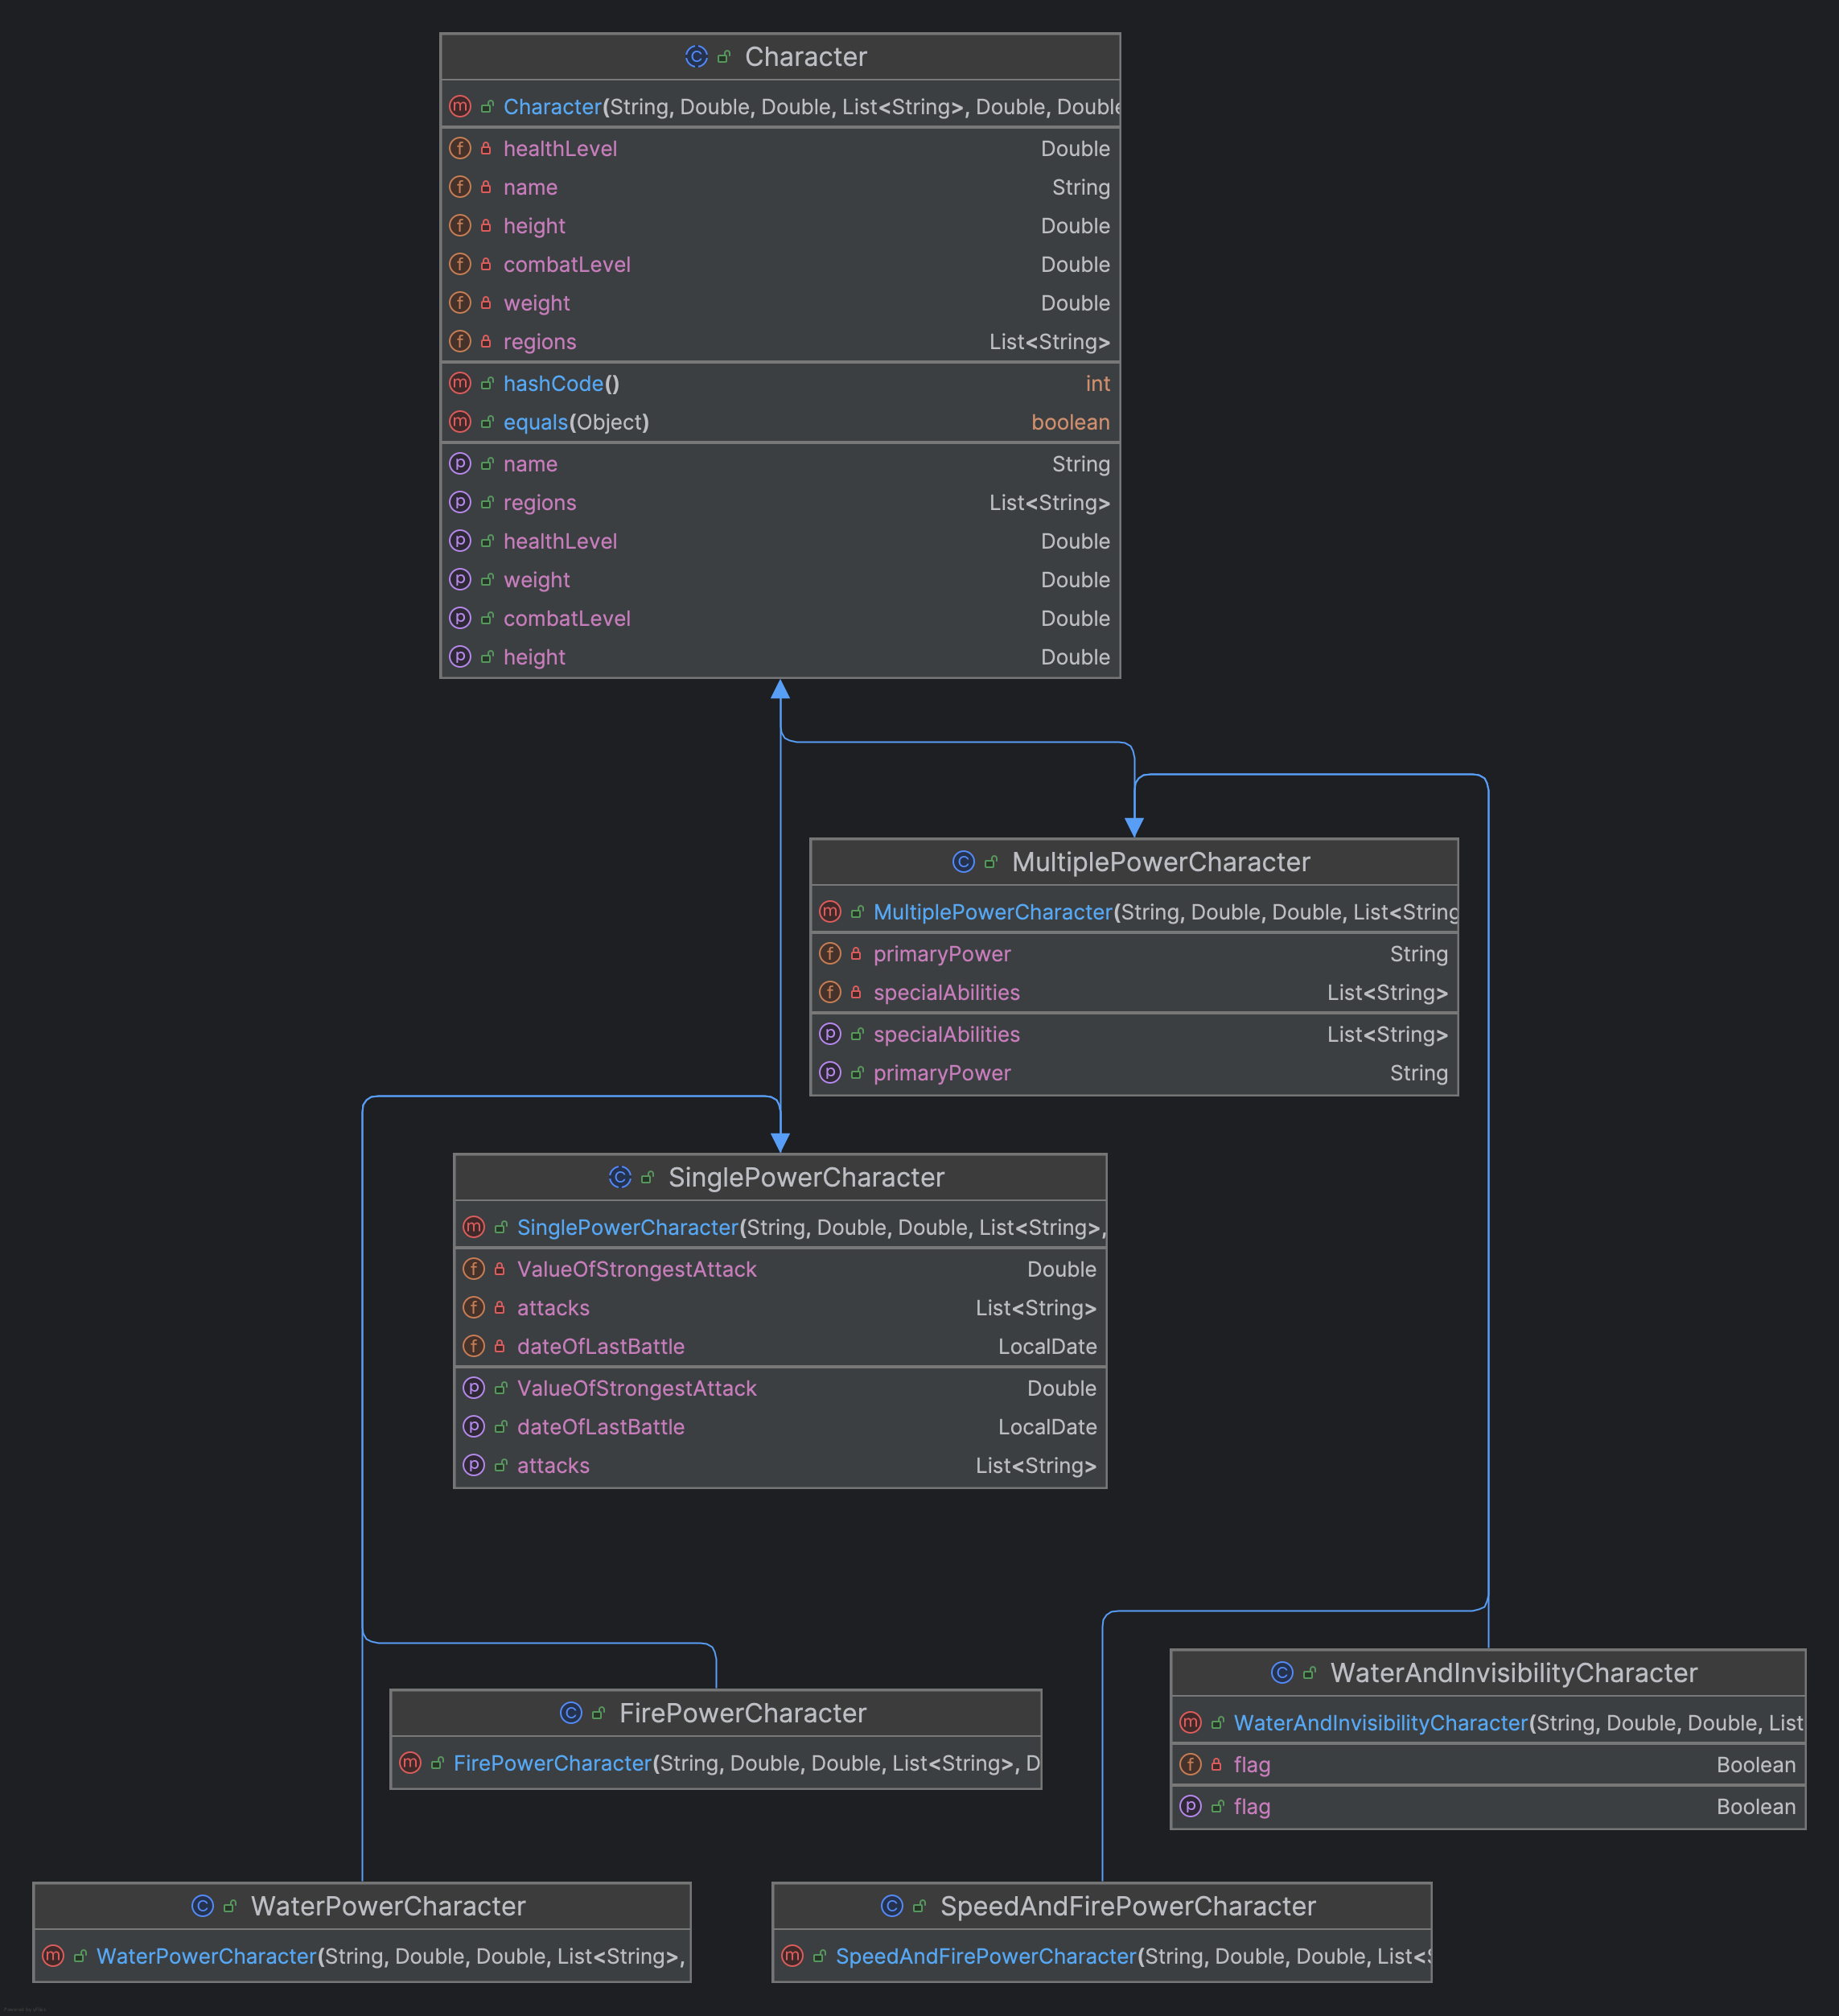 Character
Character(String, Double, Double, List<String>, Double, Double
healthLevel Double
name String
height Double
combatLevel Double
weight Double
regions List<String>
hashCode() int
equals(Object) boolean
name String
regions List<String>
healthLevel Double
weight Double
combatLevel Double
height Double
MultiplePowerCharacter
MultiplePowerCharacter(String, Double, Double, List<String
primaryPower String
specialAbilities List<String>
specialAbilities List<String>
primaryPower String
SinglePowerCharacter
SinglePowerCharacter(String, Double, Double, List<String>,
ValueOfStrongestAttack Double
attacks List<String>
dateOfLastBattle LocalDate
ValueOfStrongestAttack Double
dateOfLastBattle LocalDate
attacks List<String>
WaterAndInvisibilityCharacter
WaterAndInvisibilityCharacter(String, Double, Double, List
flag Boolean
flag Boolean
FirePowerCharacter
FirePowerCharacter(String, Double, Double, List<String>, D
WaterPowerCharacter
WaterPowerCharacter(String, Double, Double, List<String>,
SpeedAndFirePowerCharacter
SpeedAndFirePowerCharacter(String, Double, Double, List<S